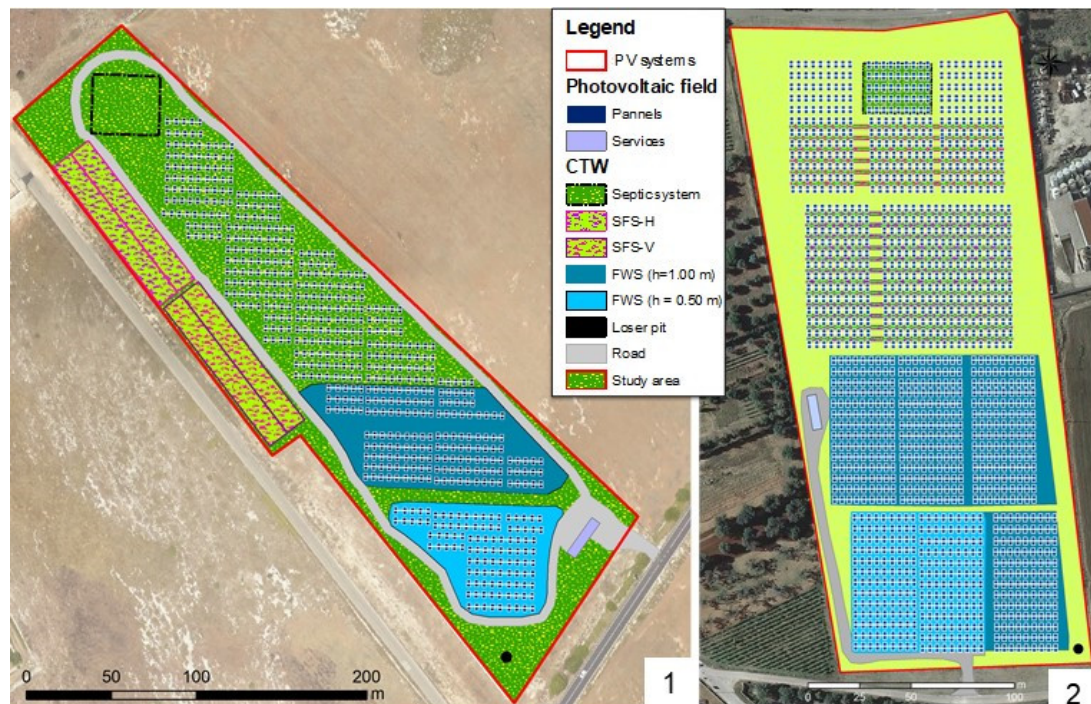 Legend
PV systems
Photovoltaic field
Pannels
Services
CTW
Septic system
SFS-H
SFS-V
FWS (h=1.00 m)
FWS (h = 0.50 m)
Loser pit
Road
Study area
0 50 100 200
m
1
m
0 25 50 100
2